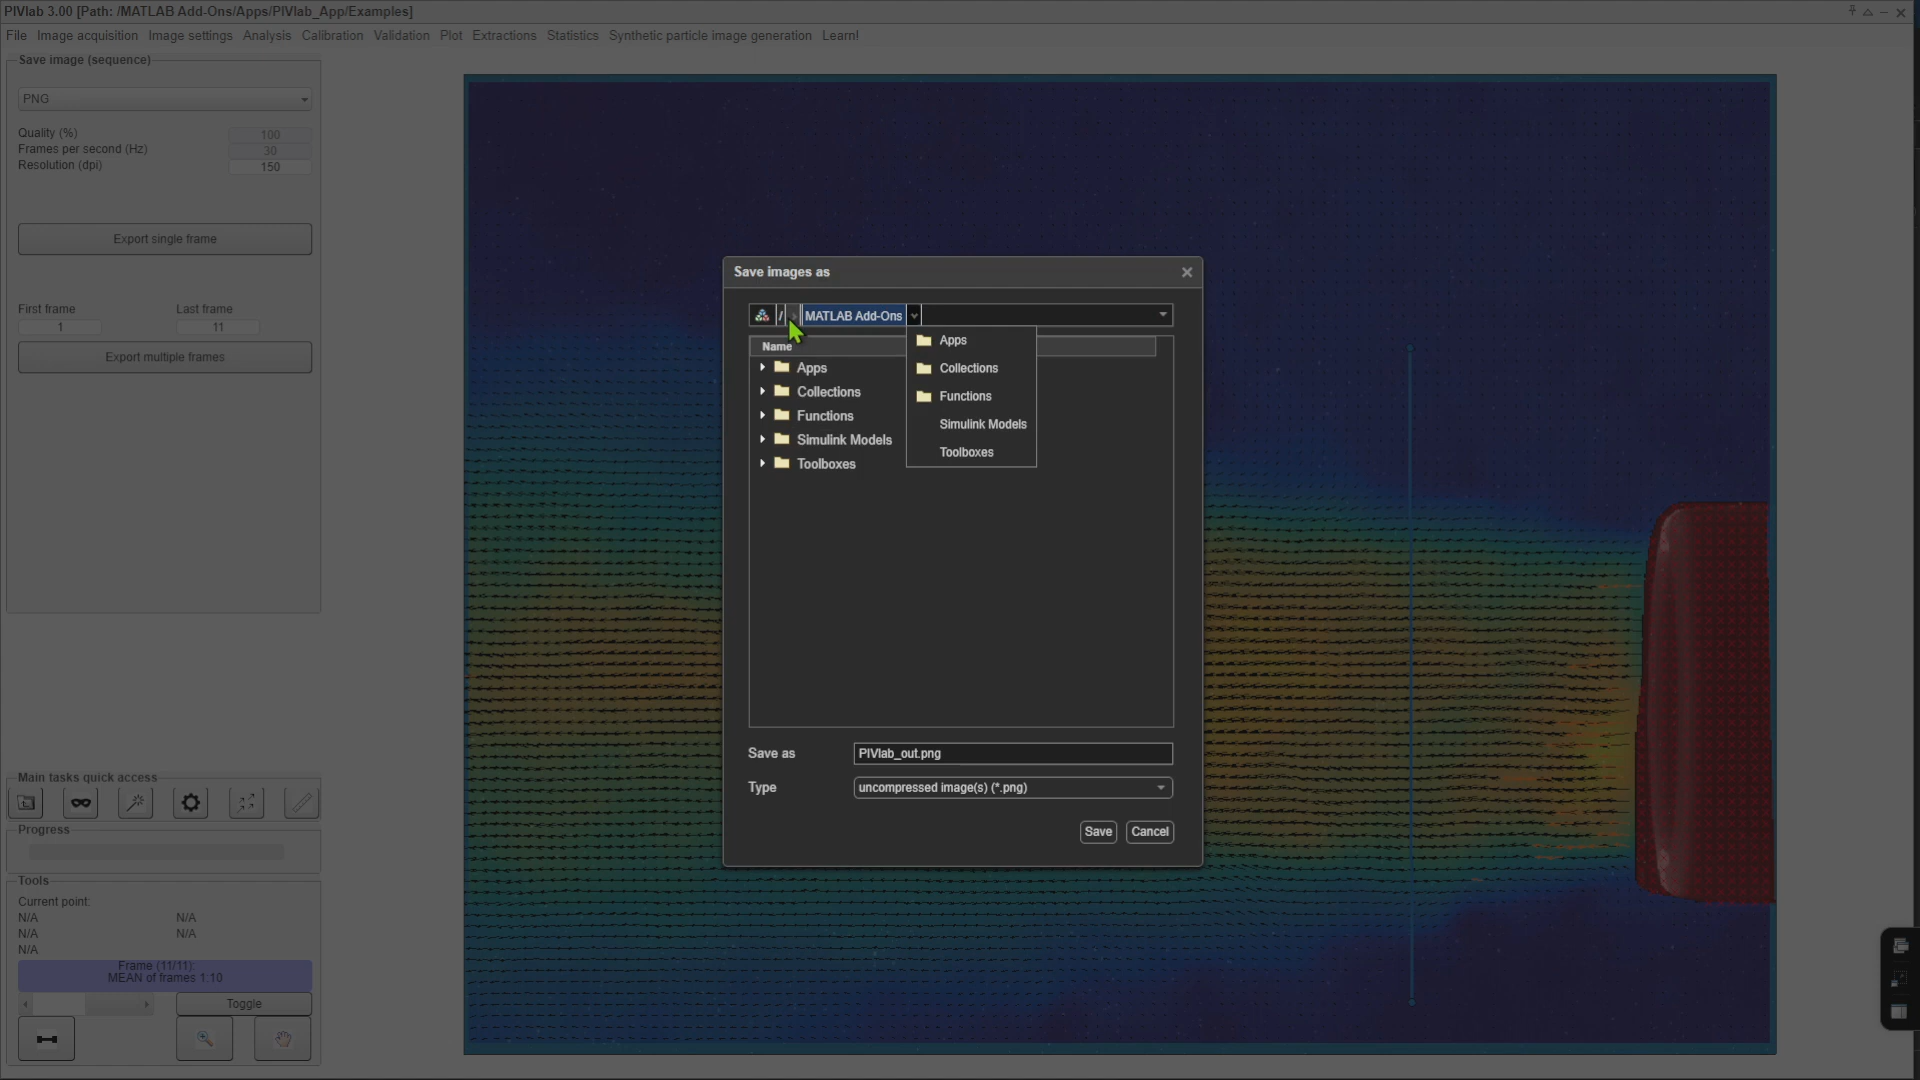 PIVlab 3.00 [Path: /MATLAB Add-Ons/Apps/PIVlab_App/Examples]
File Image acquisition Image settings Analysis Calibration Validation Plot Extractions Statistics Synthetic particle image generation Learn!
Save image (sequence)
PNG
Quality (%) 100
Frames per second (Hz) 30
Resolution (dpi) 150
Export single frame
First frame Last frame
1 11
Export multiple frames
Save images as
/ MATLAB Add-Ons
Name
Apps
Collections
Functions
Simulink Models
Toolboxes
Apps
Collections
Functions
Simulink Models
Toolboxes
Save as PIVlab_out.png
Type uncompressed image(s) (*.png)
Save Cancel
Main tasks quick access
Progress
Tools
Current point:
N/A N/A
N/A N/A
N/A
Frame (11/11):
MEAN of frames 1:10
Toggle